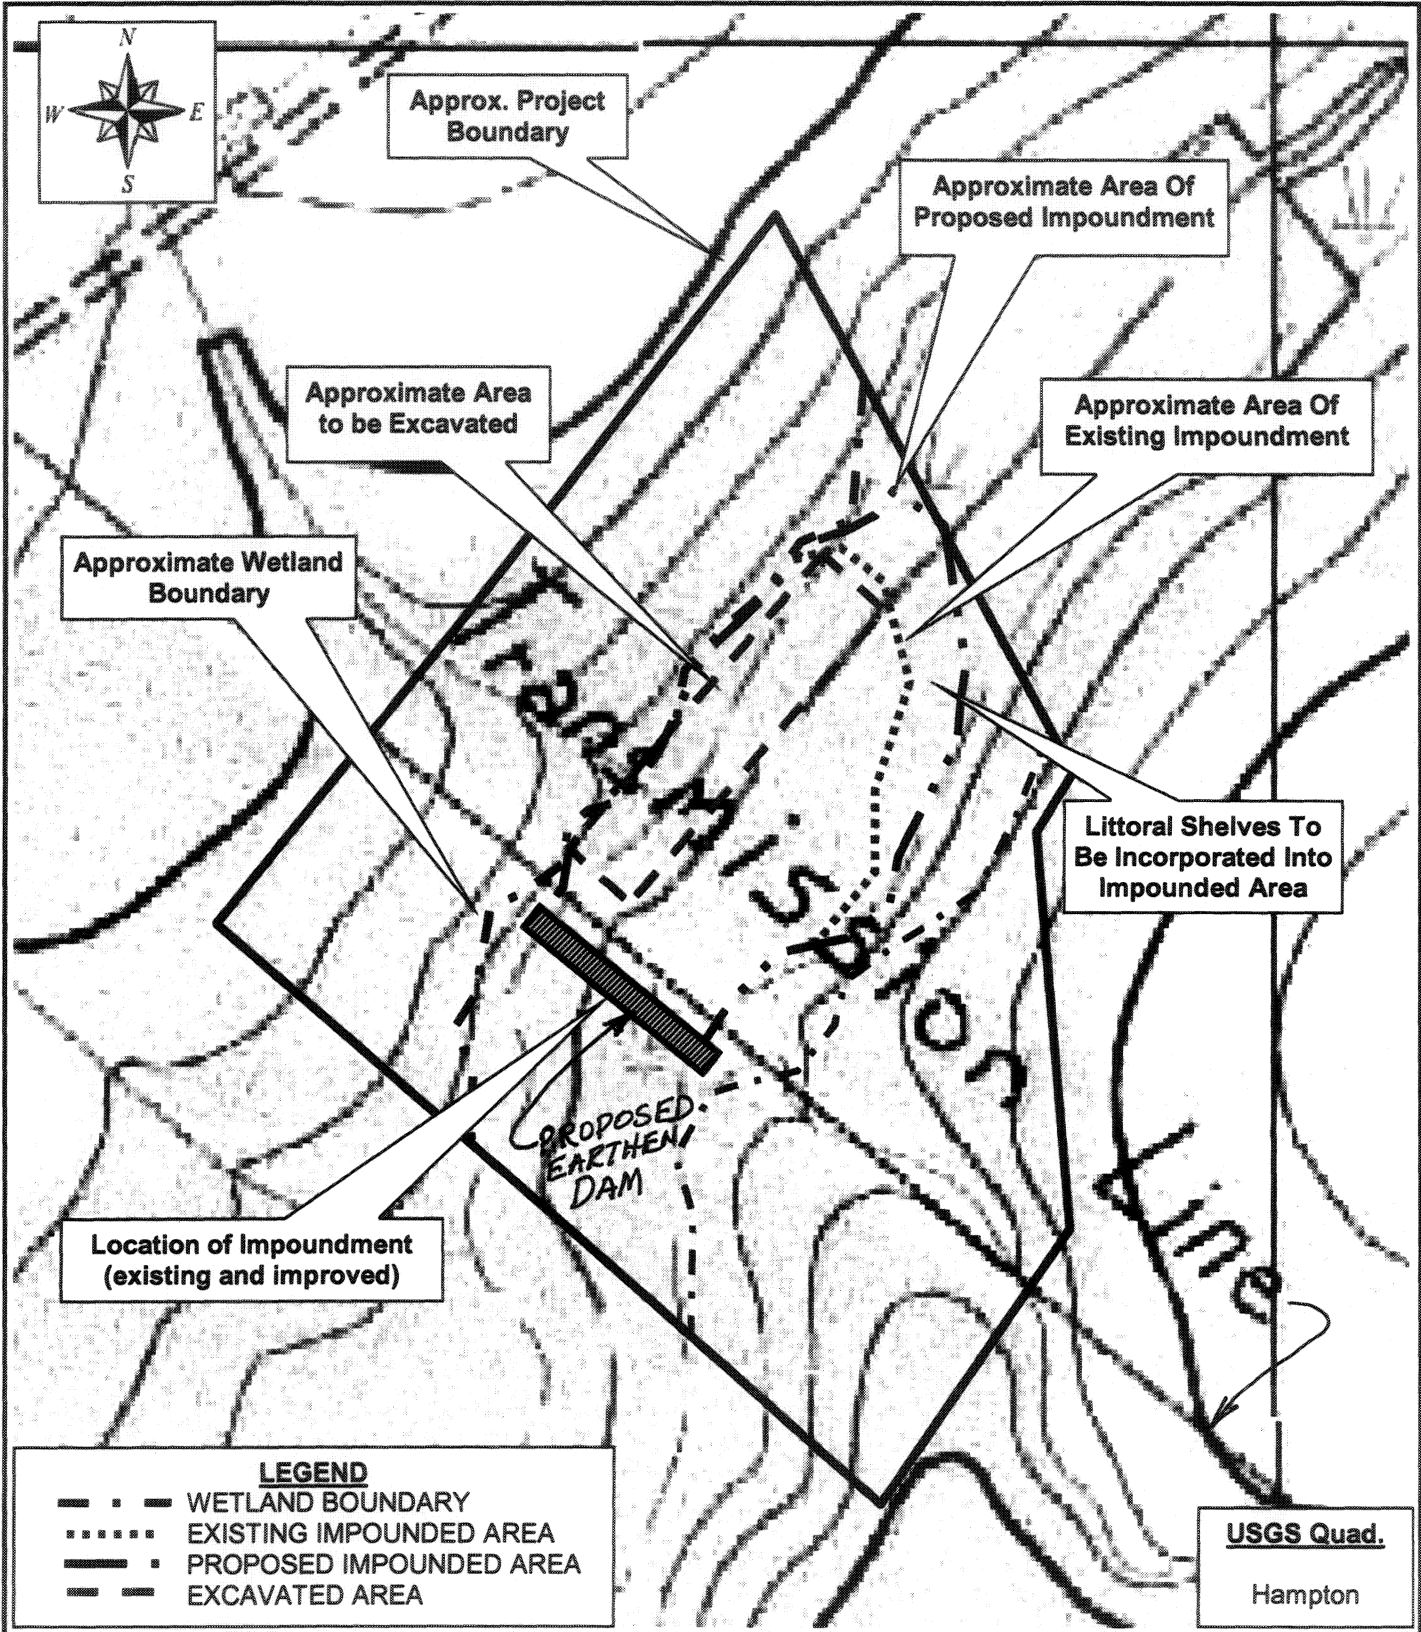 N
W E
S
Approx. Project
Boundary
Approximate Area Of
Proposed Impoundment
Approximate Area
to be Excavated
Approximate Area Of
Existing Impoundment
Approximate Wetland
Boundary
Littoral Shelves To
Be Incorporated Into
Impounded Area
Transmission
Line
PROPOSED
EARTHEN
DAM
Location of Impoundment
(existing and improved)
LEGEND
WETLAND BOUNDARY
EXISTING IMPOUNDED AREA
PROPOSED IMPOUNDED AREA
EXCAVATED AREA
USGS Quad.
Hampton